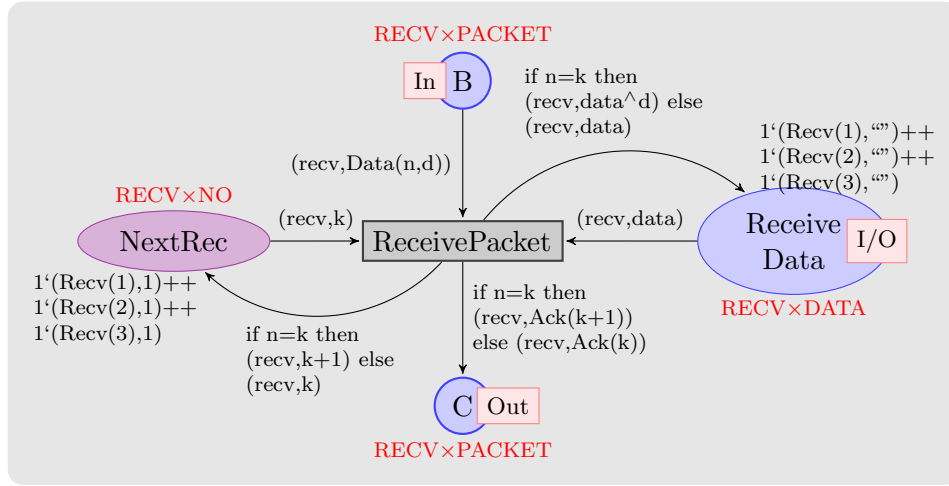 RECV×PACKET
In
B
if n=k then
(recv,data^d) else
(recv,data)
1‘(Recv(1),“”)++
1‘(Recv(2),“”)++
1‘(Recv(3),“”)
(recv,Data(n,d))
RECV×NO
NextRec
(recv,k)
ReceivePacket
(recv,data)
Receive
Data
I/O
RECV×DATA
1‘(Recv(1),1)++
1‘(Recv(2),1)++
1‘(Recv(3),1)
if n=k then
(recv,k+1) else
(recv,k)
if n=k then
(recv,Ack(k+1))
else (recv,Ack(k))
C
Out
RECV×PACKET